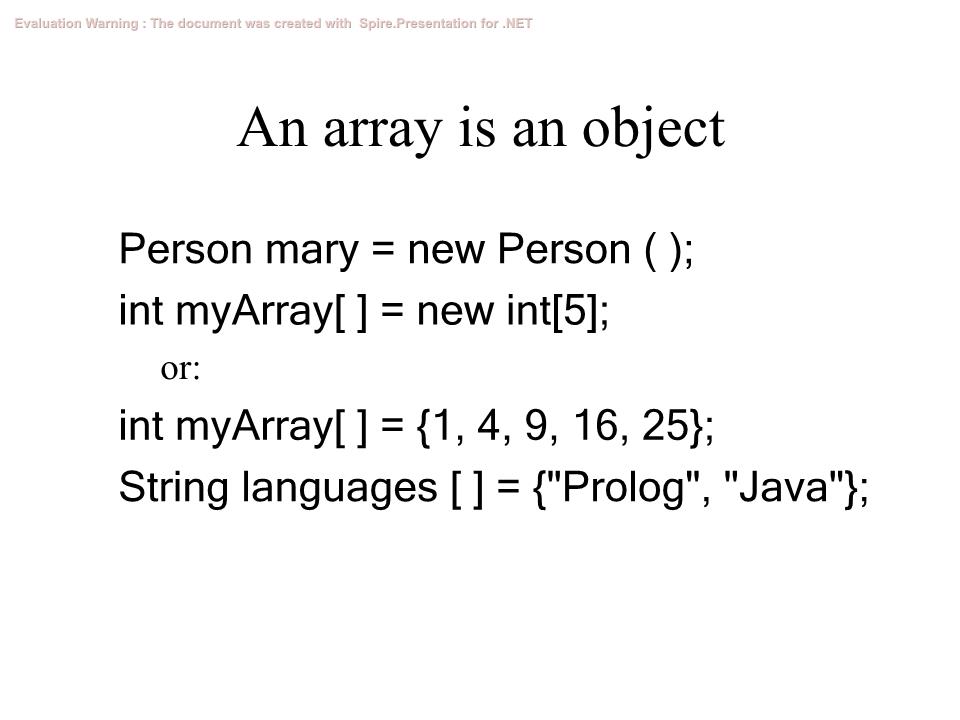 Evaluation Warning : The document was created with  Spire.Presentation for .NET
An array is an object
Person mary = new Person ( );
int myArray[ ] = new int[5];
or:
int myArray[ ] = {1, 4, 9, 16, 25};
String languages [ ] = {"Prolog", "Java"};